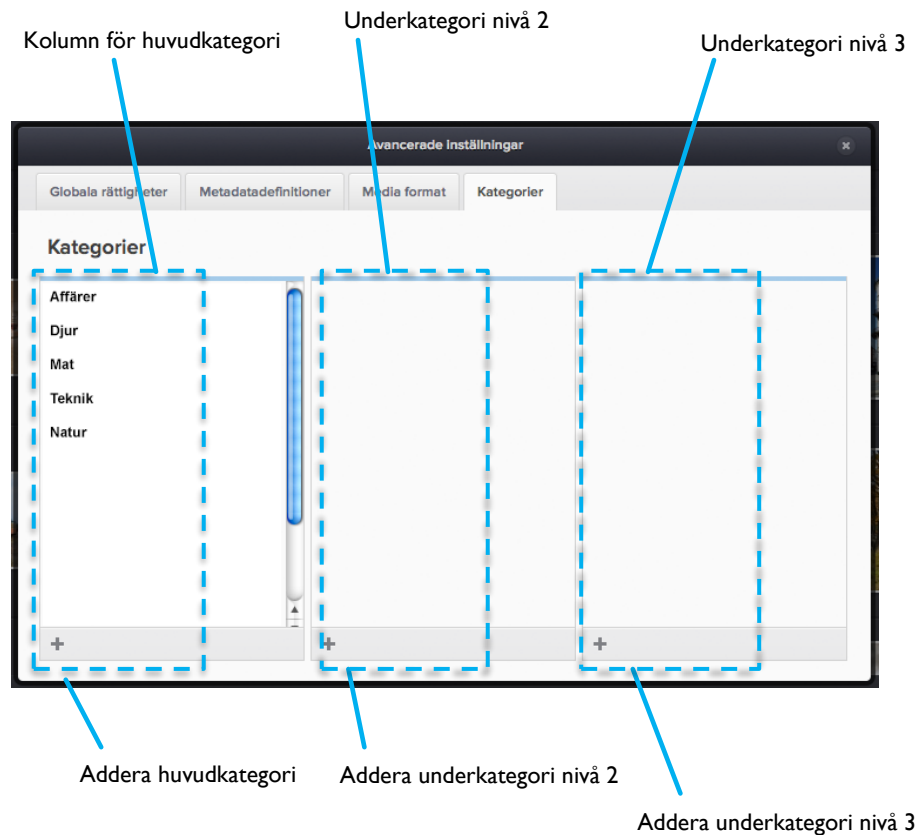 Underkategori nivå 2
Kolumn för huvudkategori
Underkategori nivå 3
Avancerade inställningar
Globala rättigheter
Metadatadefinitioner
Media format
Kategorier
Kategorier
Affärer
Djur
Mat
Teknik
Natur
+
+
+
Addera huvudkategori
Addera underkategori nivå 2
Addera underkategori nivå 3